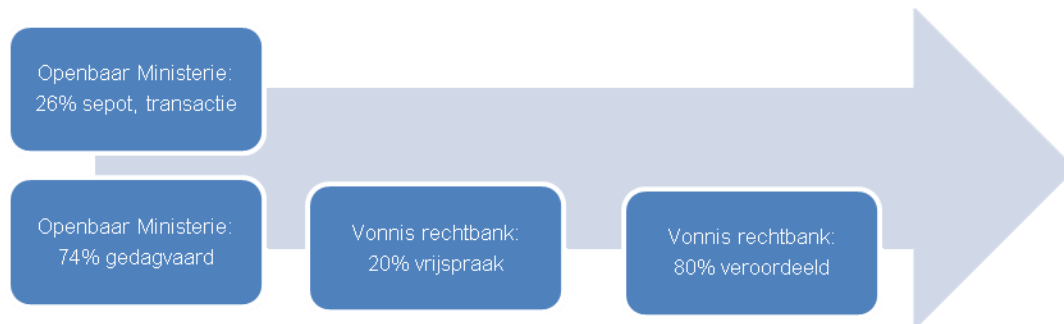 Openbaar Ministerie:
26% sepot, transactie
Openbaar Ministerie:
74% gedagvaard
Vonnis rechtbank:
20% vrijspraak
Vonnis rechtbank:
80% veroordeeld